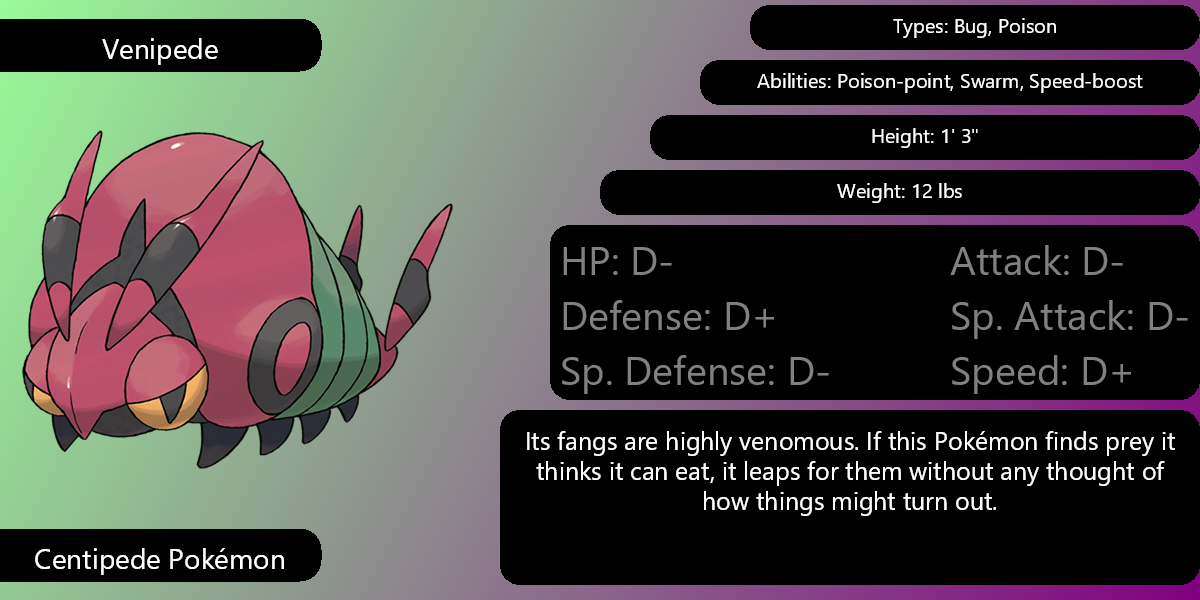 Venipede
Types: Bug, Poison
Abilities: Poison-point, Swarm, Speed-boost
Height: 1' 3"
Weight: 12 lbs
HP: D-
Attack: D-
Defense: D+
Sp. Attack: D-
Sp. Defense: D-
Speed: D+
Its fangs are highly venomous. If this Pokémon finds prey it
thinks it can eat, it leaps for them without any thought of
how things might turn out.
Centipede Pokémon